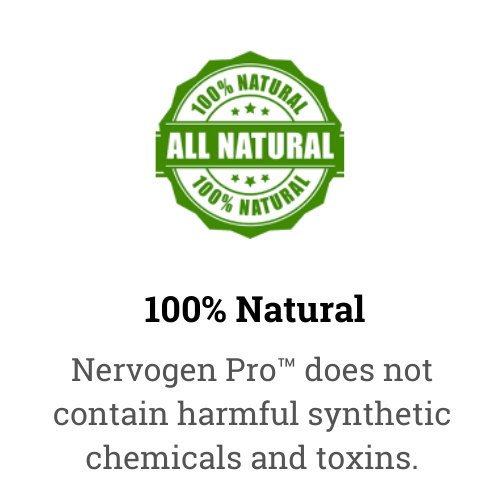 100% NATURAL
ALL NATURAL
100% NATURAL
100% Natural
Nervogen Pro™ does not
contain harmful synthetic
chemicals and toxins.